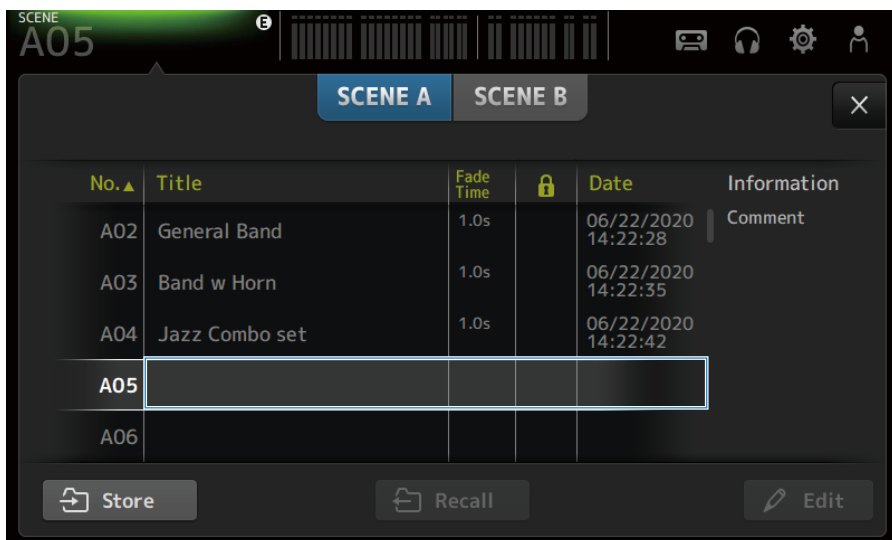 SCENE
A05
E
SCENE A SCENE B
No.▲ Title Fade Time Date Information
A02 General Band 1.0s 06/22/2020 14:22:28 Comment
A03 Band w Horn 1.0s 06/22/2020 14:22:35
A04 Jazz Combo set 1.0s 06/22/2020 14:22:42
A05
A06
Store Recall Edit